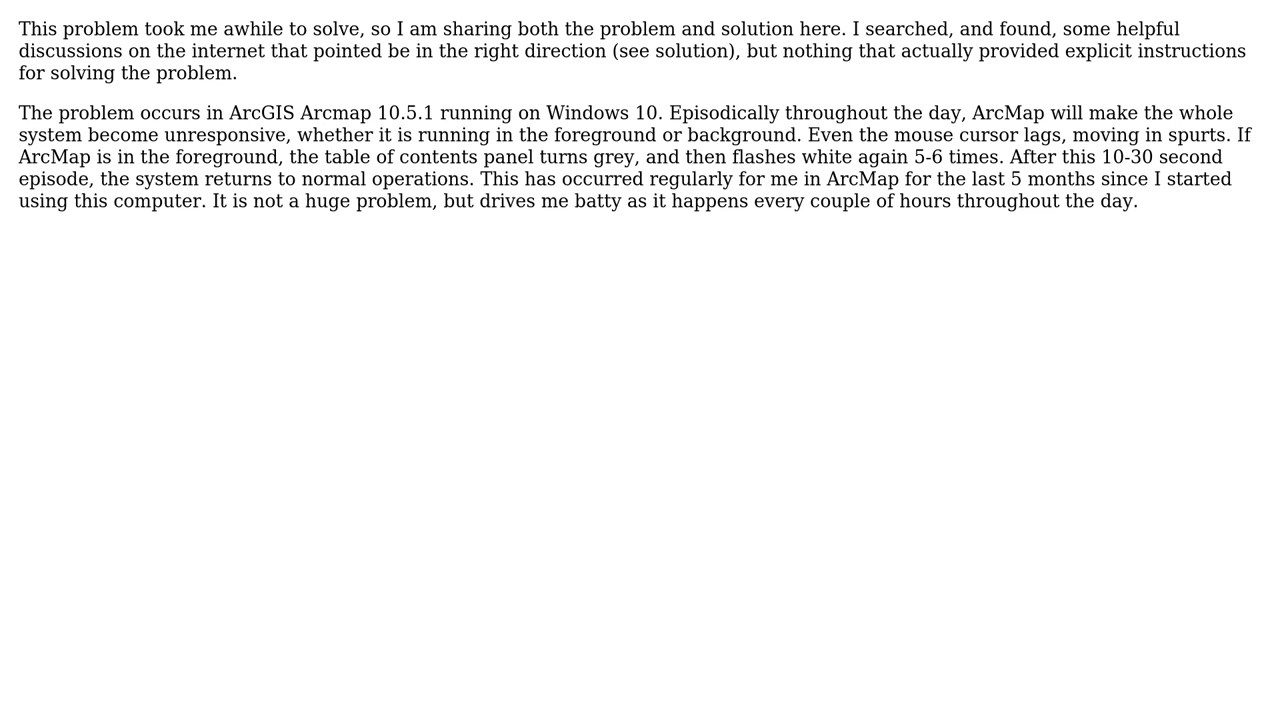 This problem took me awhile to solve, so I am sharing both the problem and solution here. I searched, and found, some helpful
discussions on the internet that pointed be in the right direction (see solution), but nothing that actually provided explicit instructions
for solving the problem.
The problem occurs in ArcGIS Arcmap 10.5.1 running on Windows 10. Episodically throughout the day, ArcMap will make the whole
system become unresponsive, whether it is running in the foreground or background. Even the mouse cursor lags, moving in spurts. If
ArcMap is in the foreground, the table of contents panel turns grey, and then flashes white again 5-6 times. After this 10-30 second
episode, the system returns to normal operations. This has occurred regularly for me in ArcMap for the last 5 months since I started
using this computer. It is not a huge problem, but drives me batty as it happens every couple of hours throughout the day.